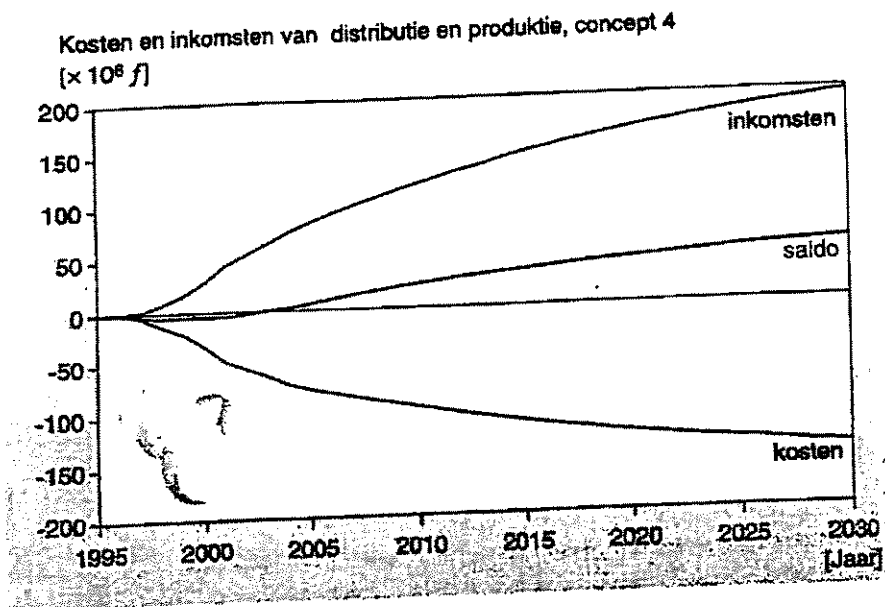 Kosten en inkomsten van distributie en produktie, concept 4
[× 10⁶ f]
200
inkomsten
150
100
saldo
50
0
-50
-100
kosten
-150
-200
1995 2000 2005 2010 2015 2020 2025 2030
[Jaar]